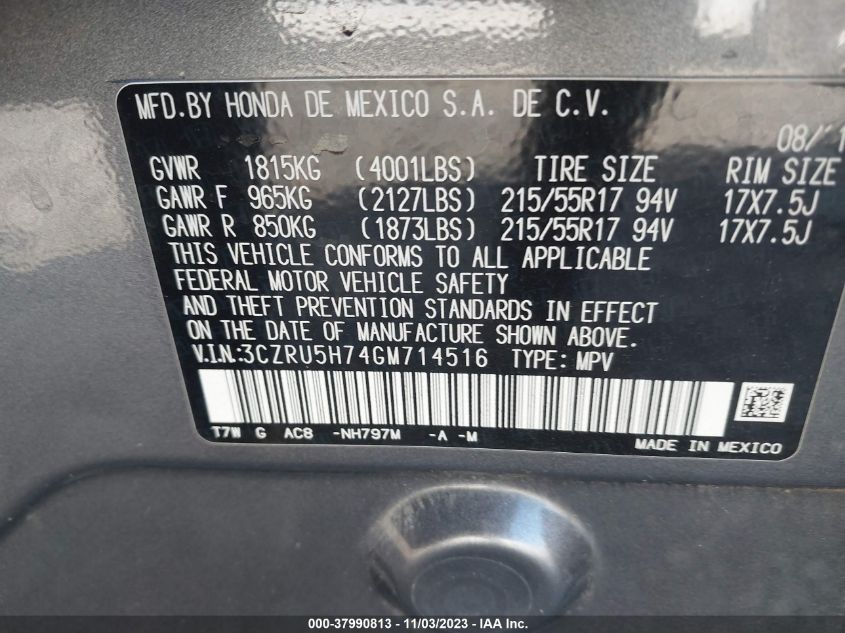 MFD.BY HONDA DE MEXICO S.A. DE C.V.
08/1
GVWR 1815KG (4001LBS) TIRE SIZE RIM SIZE
GAWR F 965KG (2127LBS) 215/55R17 94V 17X7.5J
GAWR R 850KG (1873LBS) 215/55R17 94V 17X7.5J
THIS VEHICLE CONFORMS TO ALL APPLICABLE
FEDERAL MOTOR VEHICLE SAFETY
AND THEFT PREVENTION STANDARDS IN EFFECT
ON THE DATE OF MANUFACTURE SHOWN ABOVE.
V.I.N.:3CZRU5H74GM714516 TYPE: MPV
T7W G AC8 -NH797M -A -M
MADE IN MEXICO
000-37990813 - 11/03/2023 - IAA Inc.